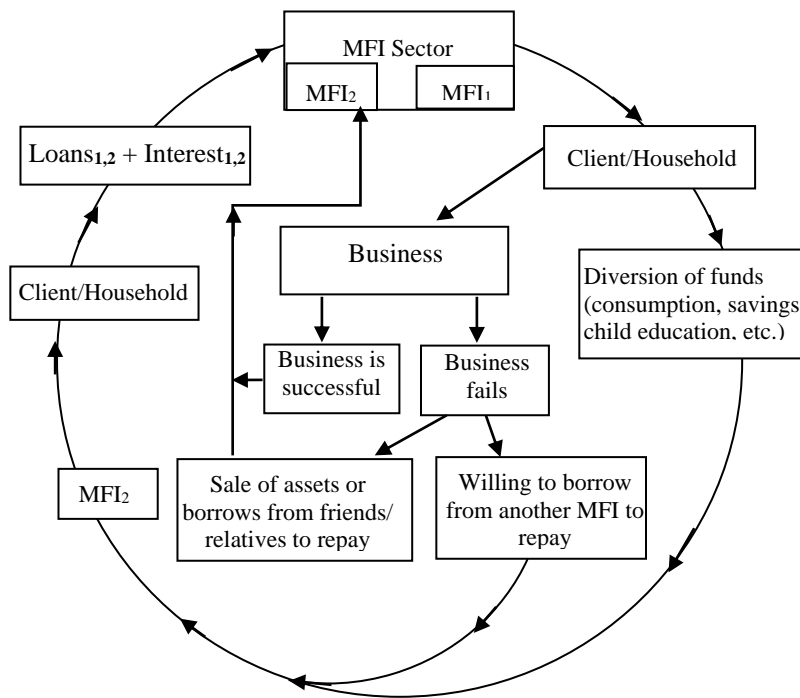 MFI Sector
MFI₂
MFI₁
Client/Household
Loans₁,₂ + Interest₁,₂
Business
Diversion of funds
(consumption, savings
child education, etc.)
Client/Household
Business is
successful
Business
fails
MFI₂
Sale of assets or
borrows from friends/
relatives to repay
Willing to borrow
from another MFI to
repay